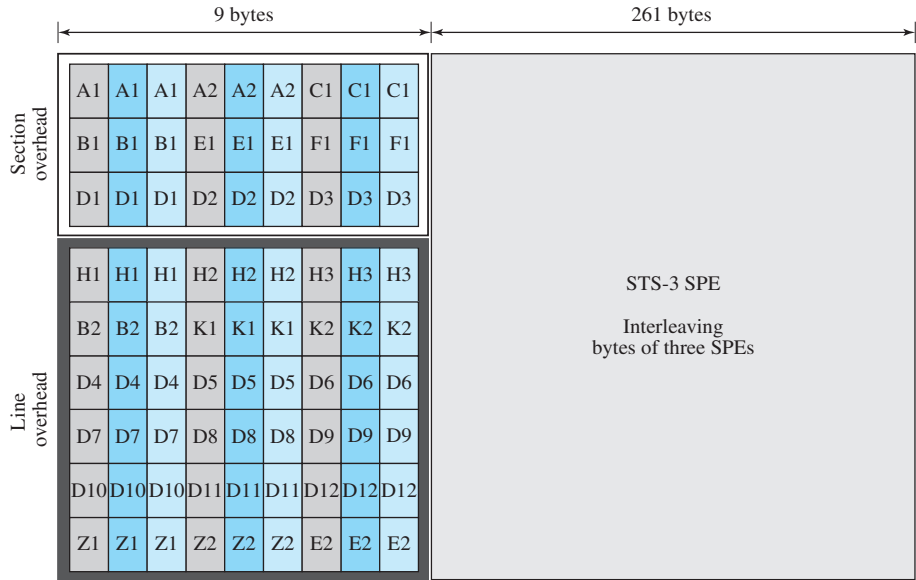 9 bytes
261 bytes
Section
overhead
A1 A1 A1 A2 A2 A2 C1 C1 C1
B1 B1 B1 E1 E1 E1 F1 F1 F1
D1 D1 D1 D2 D2 D2 D3 D3 D3
Line
overhead
H1 H1 H1 H2 H2 H2 H3 H3 H3
B2 B2 B2 K1 K1 K1 K2 K2 K2
D4 D4 D4 D5 D5 D5 D6 D6 D6
D7 D7 D7 D8 D8 D8 D9 D9 D9
D10 D10 D10 D11 D11 D11 D12 D12 D12
Z1 Z1 Z1 Z2 Z2 Z2 E2 E2 E2
STS-3 SPE
Interleaving
bytes of three SPEs